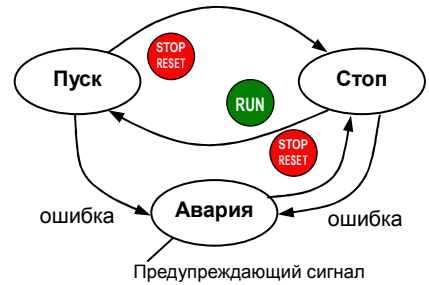 STOP
RESET
Пуск
Стоп
RUN
STOP
RESET
Авария
ошибка
ошибка
Предупреждающий сигнал